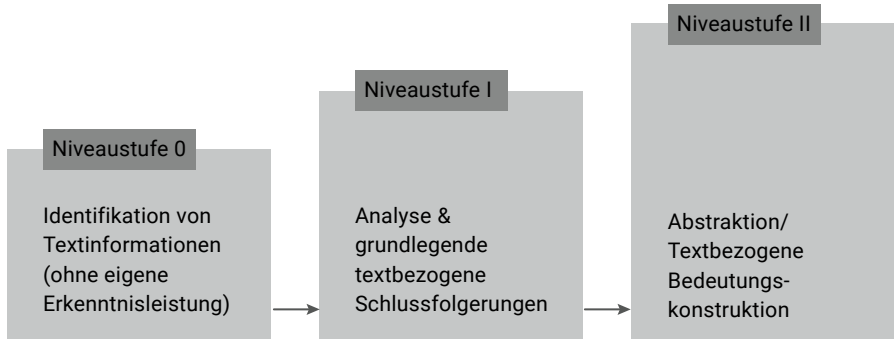 Niveaustufe 0
Identifikation von
Textinformationen
(ohne eigene
Erkenntnisleistung)
Niveaustufe I
Analyse &
grundlegende
textbezogene
Schlussfolgerungen
Niveaustufe II
Abstraktion/
Textbezogene
Bedeutungs-
konstruktion